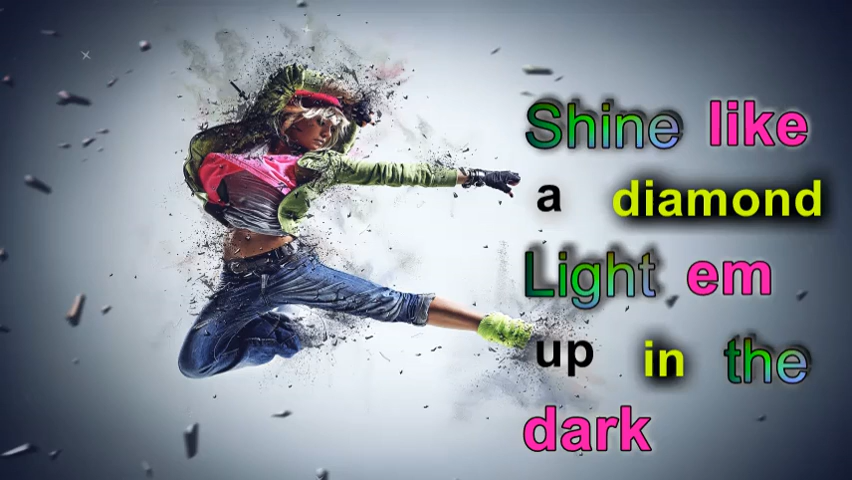 Shine like
a diamond
Light em
up in the
dark